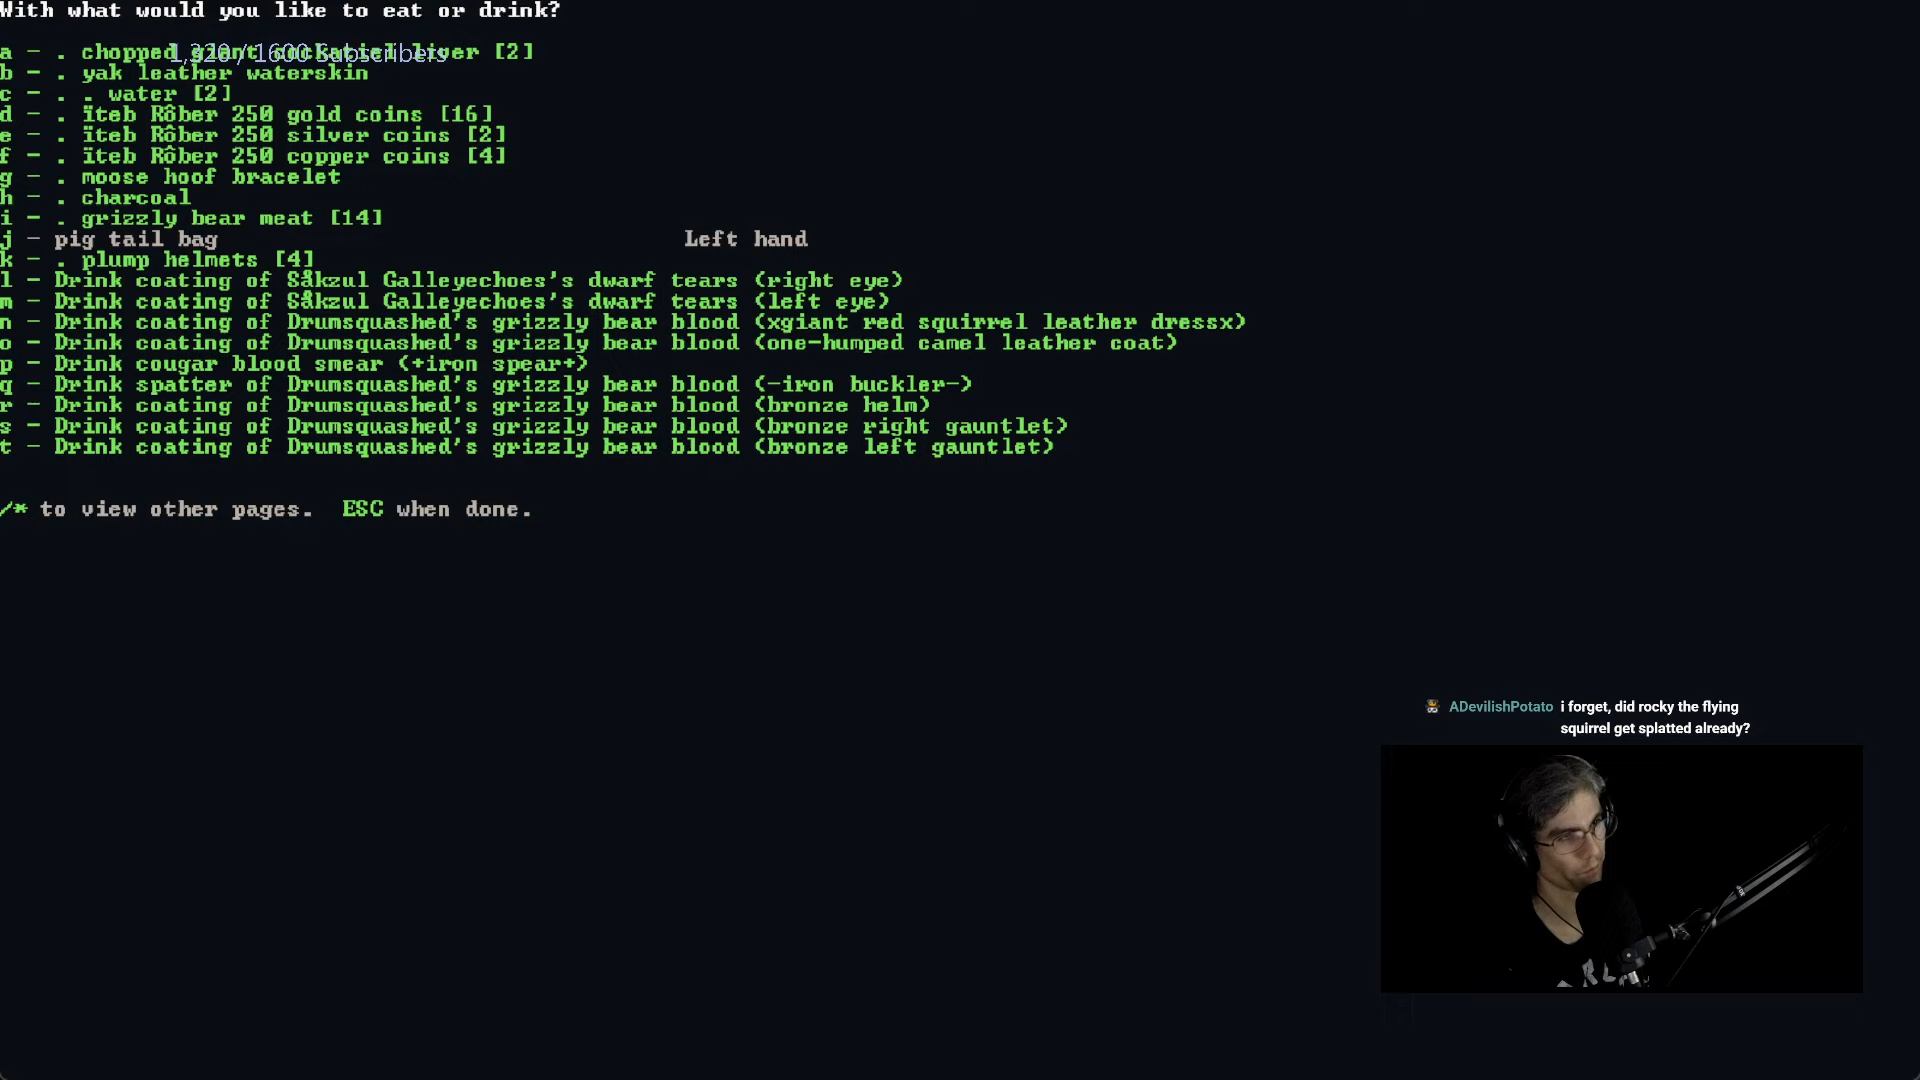 With what would you like to eat or drink?
1,320 / 1600 Subscribers
a - . chopped giant cockatiel liver [2]
b - . yak leather waterskin
c - . . water [2]
d - . ïteb Rôber 250 gold coins [16]
e - . ïteb Rôber 250 silver coins [2]
f - . ïteb Rôber 250 copper coins [4]
g - . moose hoof bracelet
h - . charcoal
i - . grizzly bear meat [14]
j - pig tail bag Left hand
k - . plump helmets [4]
l - Drink coating of Såkzul Galleyechoes's dwarf tears (right eye)
m - Drink coating of Såkzul Galleyechoes's dwarf tears (left eye)
n - Drink coating of Drumsquashed's grizzly bear blood (xgiant red squirrel leather dressx)
o - Drink coating of Drumsquashed's grizzly bear blood (one-humped camel leather coat)
p - Drink cougar blood smear (+iron spear+)
q - Drink spatter of Drumsquashed's grizzly bear blood (-iron buckler-)
r - Drink coating of Drumsquashed's grizzly bear blood (bronze helm)
s - Drink coating of Drumsquashed's grizzly bear blood (bronze right gauntlet)
t - Drink coating of Drumsquashed's grizzly bear blood (bronze left gauntlet)
/* to view other pages. ESC when done.
ADevilishPotato i forget, did rocky the flying
squirrel get splatted already?